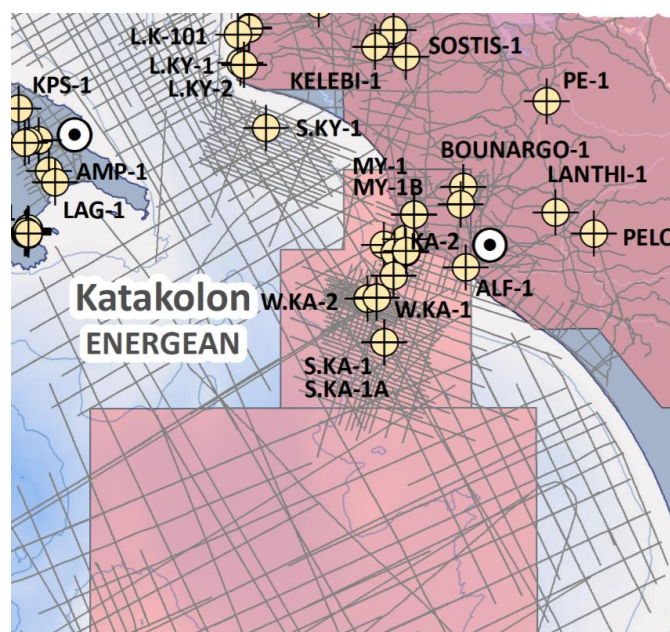 L.K-101
SOSTIS-1
L.KY-1
KPS-1
KELEBI-1
PE-1
L.KY-2
S.KY-1
BOUNARGO-1
MY-1
AMP-1
LANTHI-1
MY-1B
LAG-1
KA-2
PELO
ALF-1
Katakolon
W.KA-2
W.KA-1
ENERGEAN
S.KA-1
S.KA-1A